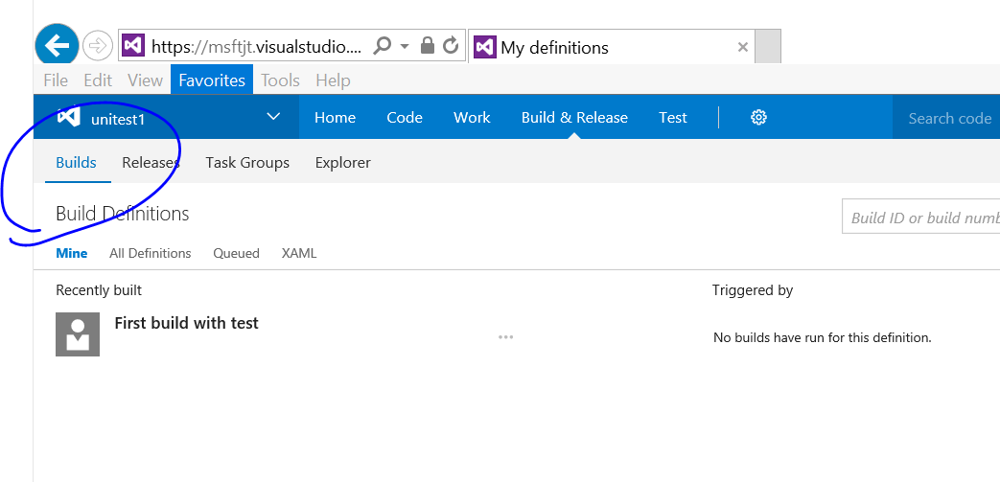 https://msftjt.visualstudio.... My definitions
File Edit View Favorites Tools Help
unitest1 Home Code Work Build & Release Test Search code
Builds Releases Task Groups Explorer
Build Definitions
Build ID or build numb
Mine All Definitions Queued XAML
Recently built Triggered by
First build with test
No builds have run for this definition.